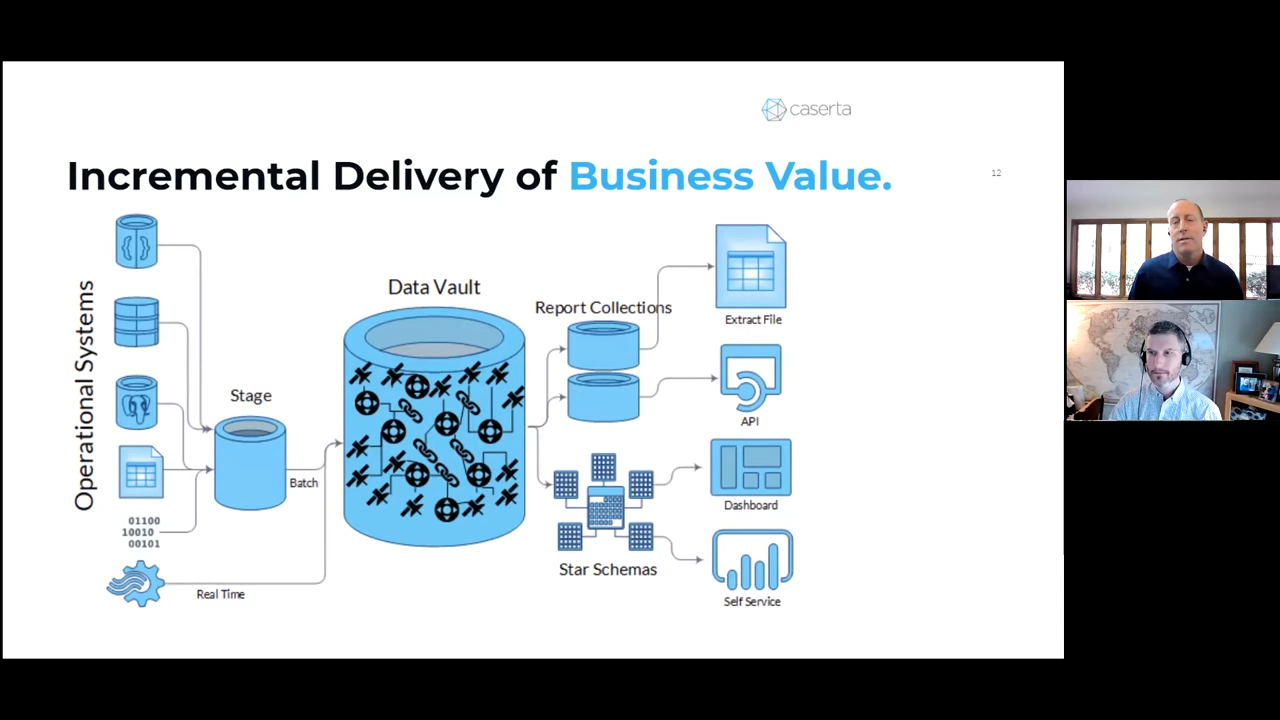 caserta
Incremental Delivery of Business Value.
12
Operational Systems
Data Vault
Report Collections
Extract File
Stage
API
Batch
01100
10010
00101
Dashboard
Star Schemas
Real Time
Self Service